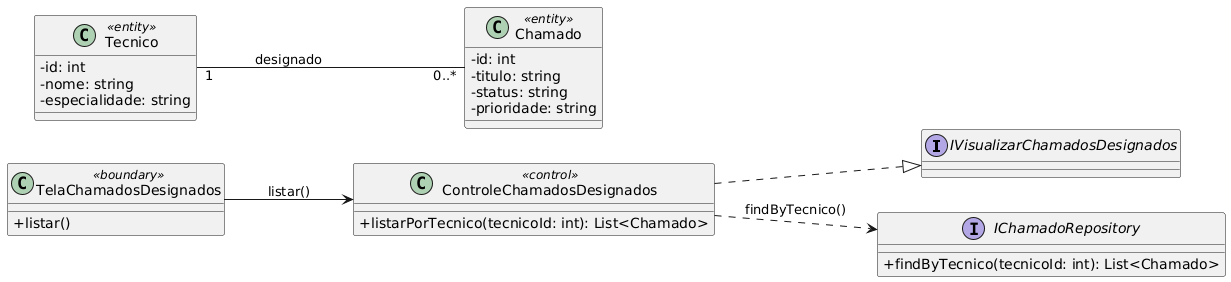 «entity»
Tecnico
-id: int
-nome: string
-especialidade: string
designado
1
0..*
«entity»
Chamado
-id: int
-titulo: string
-status: string
-prioridade: string
«boundary»
TelaChamadosDesignados
+listar()
listar()
«control»
ControleChamadosDesignados
+listarPorTecnico(tecnicoId: int): List<Chamado>
IVisualizarChamadosDesignados
findByTecnico()
IChamadoRepository
+findByTecnico(tecnicoId: int): List<Chamado>